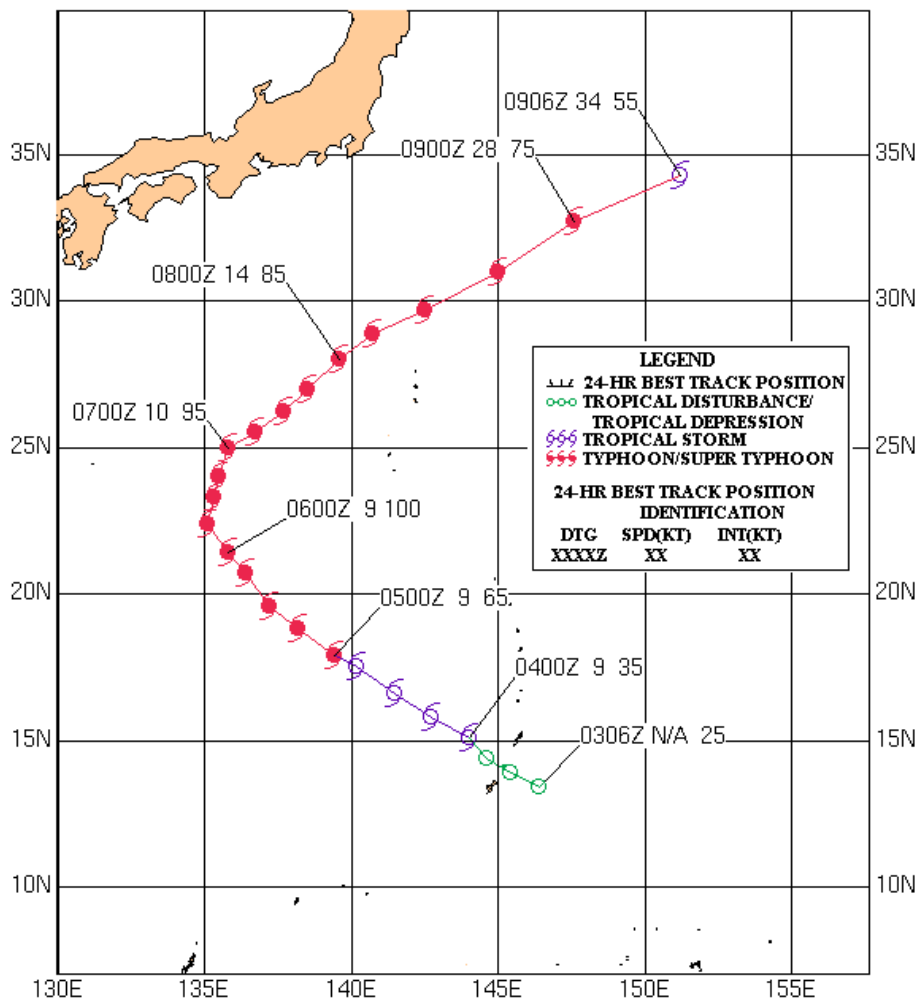 0906Z 34 55
0900Z 28 75
35N 35N
0800Z 14 85
30N 30N
LEGEND
24-HR BEST TRACK POSITION
TROPICAL DISTURBANCE/
TROPICAL DEPRESSION
TROPICAL STORM
TYPHOON/SUPER TYPHOON
24-HR BEST TRACK POSITION
IDENTIFICATION
DTG SPD(KT) INT(KT)
XXXXZ XX XX
0700Z 10 95
25N 25N
0600Z 9 100
20N 20N
0500Z 9 65
0400Z 9 35
15N 15N
0306Z N/A 25
10N 10N
130E 135E 140E 145E 150E 155E